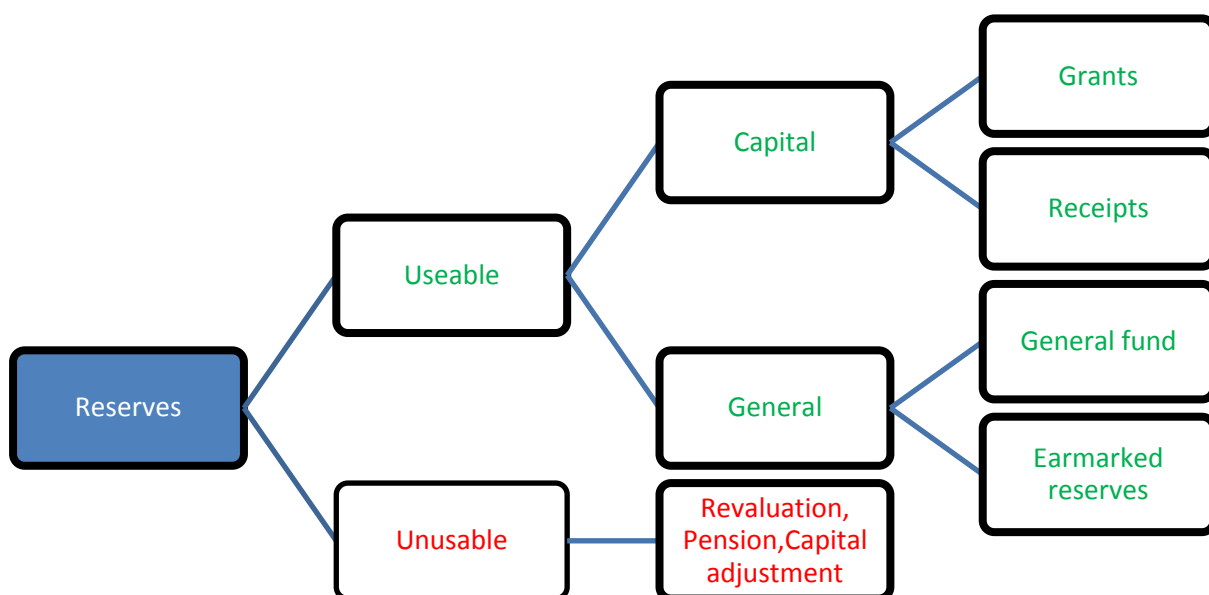 Reserves
Useable
Capital
Grants
Receipts
General
General fund
Earmarked
reserves
Unusable
Revaluation,
Pension,Capital
adjustment